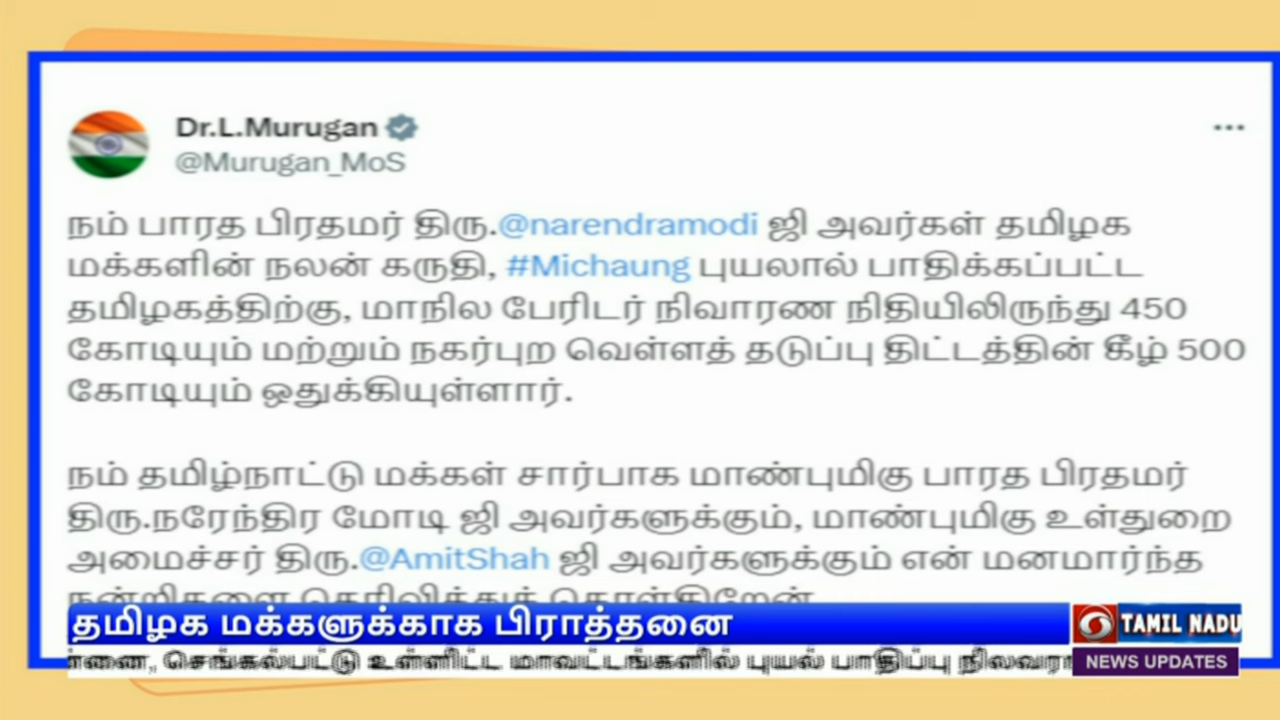 Dr.L.Murugan
@Murugan_MoS
நம் பாரத பிரதமர் திரு.@narendramodi ஜி அவர்கள் தமிழக
மக்களின் நலன் கருதி, #Michaung புயலால் பாதிக்கப்பட்ட
தமிழகத்திற்கு, மாநில பேரிடர் நிவாரண நிதியிலிருந்து 450
கோடியும் மற்றும் நகர்புற வெள்ளத் தடுப்பு திட்டத்தின் கீழ் 500
கோடியும் ஒதுக்கியுள்ளார்.
நம் தமிழ்நாட்டு மக்கள் சார்பாக மாண்புமிகு பாரத பிரதமர்
திரு.நரேந்திர மோடி ஜி அவர்களுக்கும், மாண்புமிகு உள்துறை
அமைச்சர் திரு.@AmitShah ஜி அவர்களுக்கும் என் மனமார்ந்த
நன்றிகளை தெரிவித்துக் கொள்கிறேன்
தமிழக மக்களுக்காக பிராத்தனை
TAMIL NADU
செங்கல்பட்டு உள்ளிட்ட மாவட்டங்களில் புயல் பாதிப்பு
NEWS UPDATES